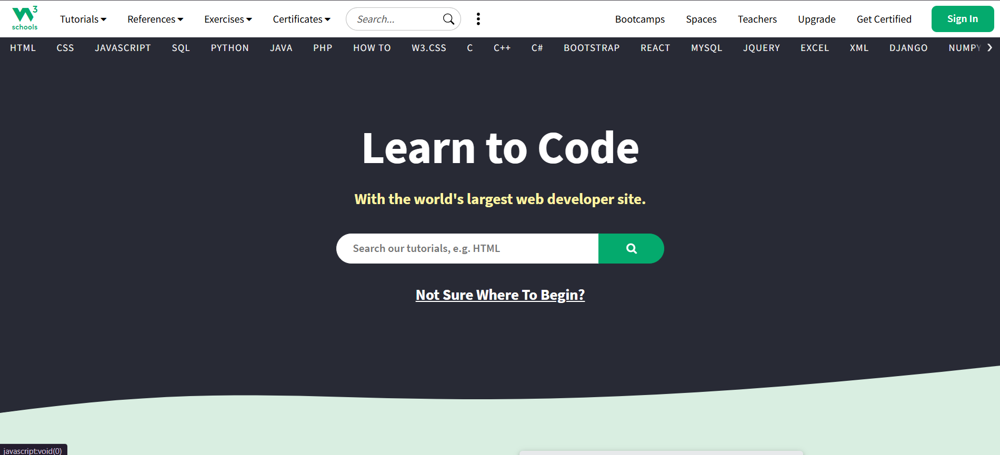 W3 schools Tutorials References Exercises Certificates Search... Bootcamps Spaces Teachers Upgrade Get Certified Sign In
HTML CSS JAVASCRIPT SQL PYTHON JAVA PHP HOW TO W3.CSS C C++ C# BOOTSTRAP REACT MYSQL JQUERY EXCEL XML DJANGO NUMPY ❯
Learn to Code
With the world's largest web developer site.
Search our tutorials, e.g. HTML
Not Sure Where To Begin?
javascript:void(0)